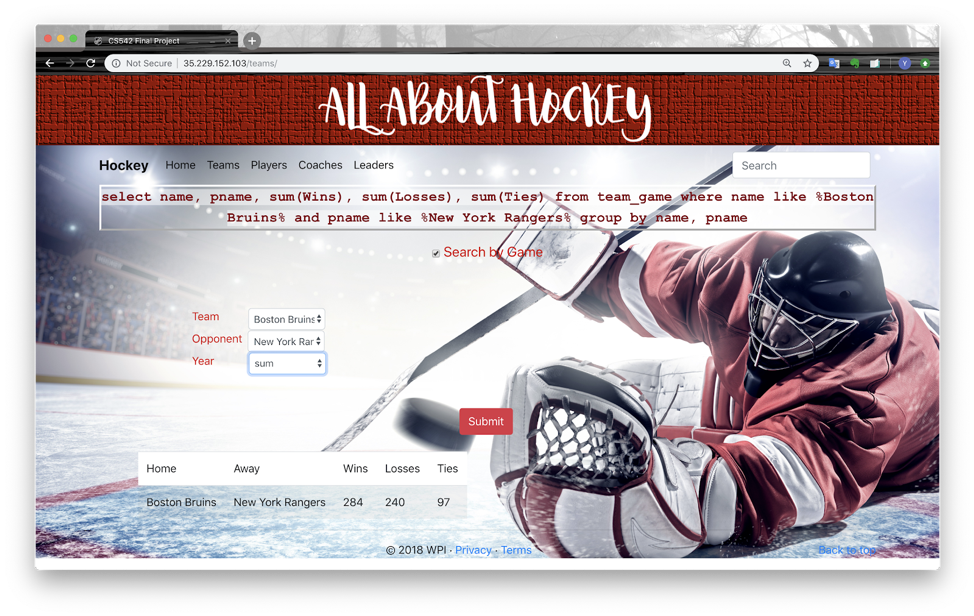 CS542 Final Project
Not Secure | 35.229.152.103/teams/
Y
ALL ABOUT HOCKEY
Hockey Home Teams Players Coaches Leaders Search
select name, pname, sum(Wins), sum(Losses), sum(Ties) from team_game where name like %Boston
Bruins% and pname like %New York Rangers% group by name, pname
Search by Game
Team Boston Bruins
Opponent New York Rar
Year sum
Submit
Home Away Wins Losses Ties
Boston Bruins New York Rangers 284 240 97
© 2018 WPI · Privacy · Terms Back to top